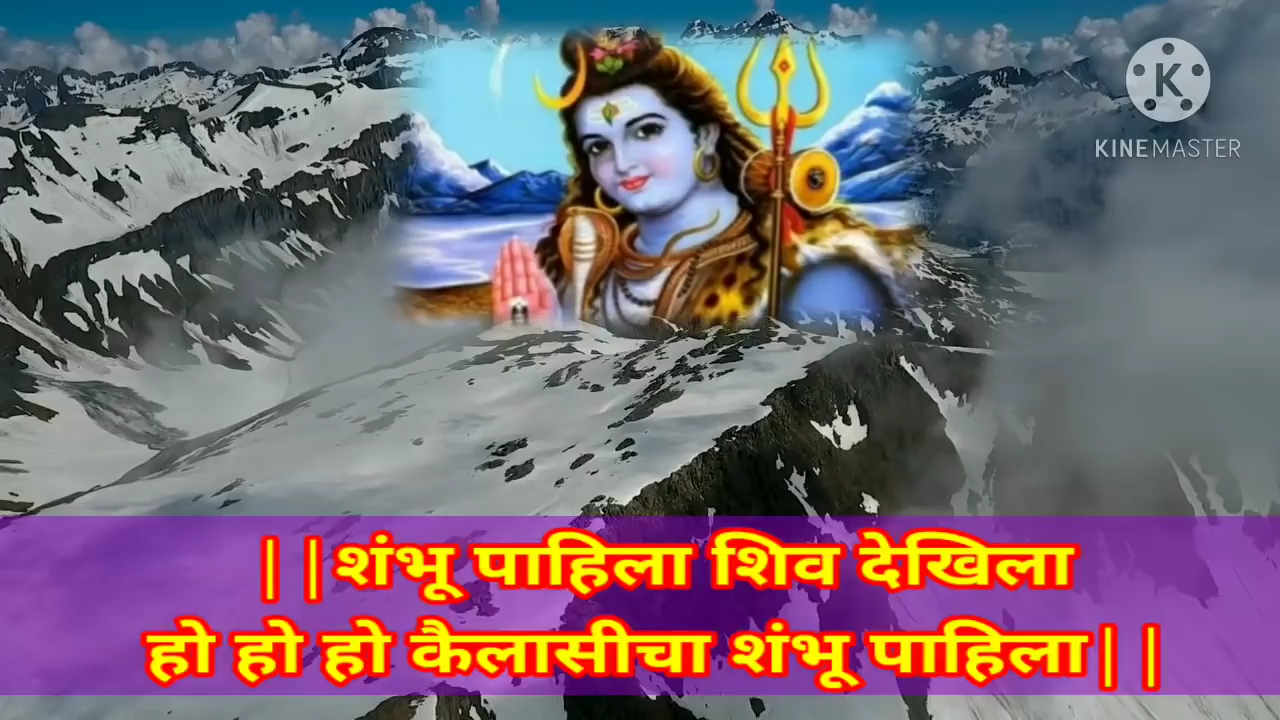 KINEMASTER
||शंभू पाहिला शिव देखिला
हो हो हो कैलासीचा शंभू पाहिला||